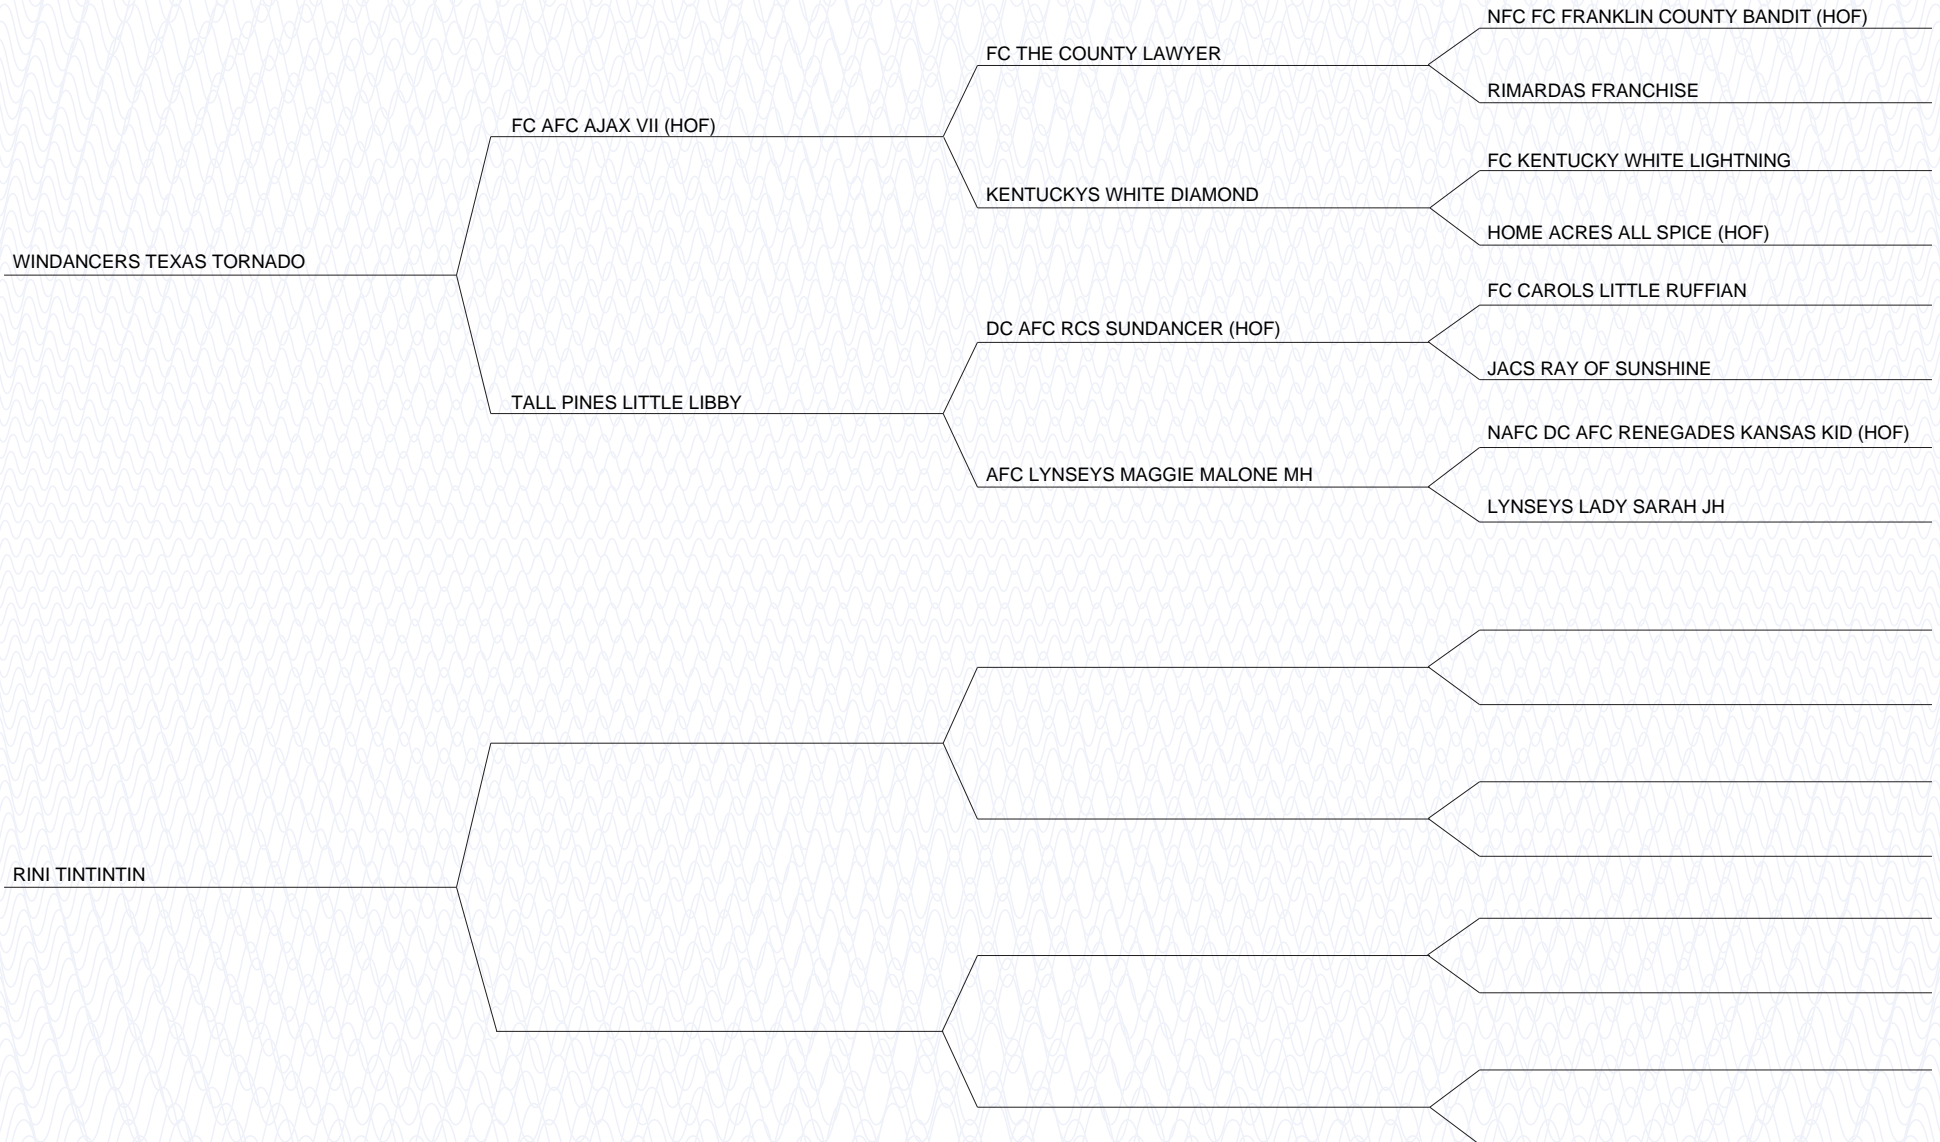 NFC FC FRANKLIN COUNTY BANDIT (HOF)
FC THE COUNTY LAWYER
RIMARDAS FRANCHISE
FC AFC AJAX VII (HOF)
FC KENTUCKY WHITE LIGHTNING
KENTUCKYS WHITE DIAMOND
HOME ACRES ALL SPICE (HOF)
WINDANCERS TEXAS TORNADO
FC CAROLS LITTLE RUFFIAN
DC AFC RCS SUNDANCER (HOF)
JACS RAY OF SUNSHINE
TALL PINES LITTLE LIBBY
NAFC DC AFC RENEGADES KANSAS KID (HOF)
AFC LYNSEYS MAGGIE MALONE MH
LYNSEYS LADY SARAH JH
RINI TINTINTIN